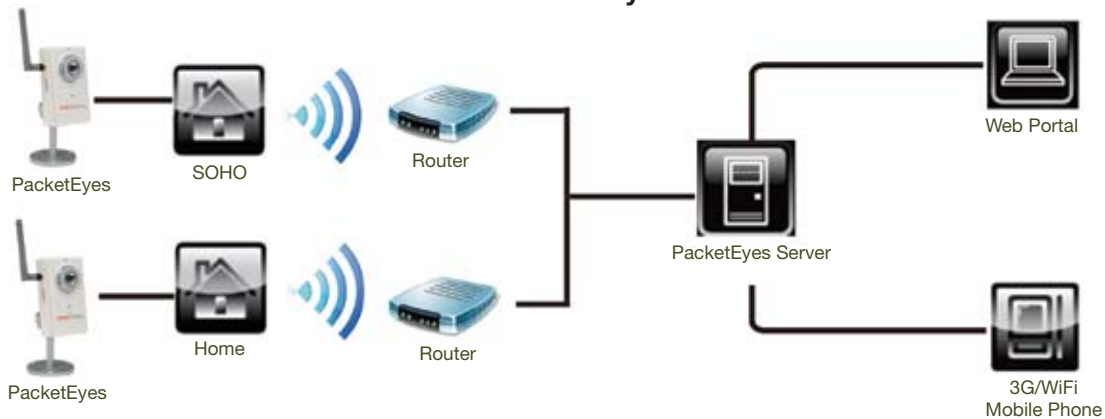 PacketEyes
SOHO
Router
PacketEyes Server
Web Portal
PacketEyes
Home
Router
3G/WiFi
Mobile Phone